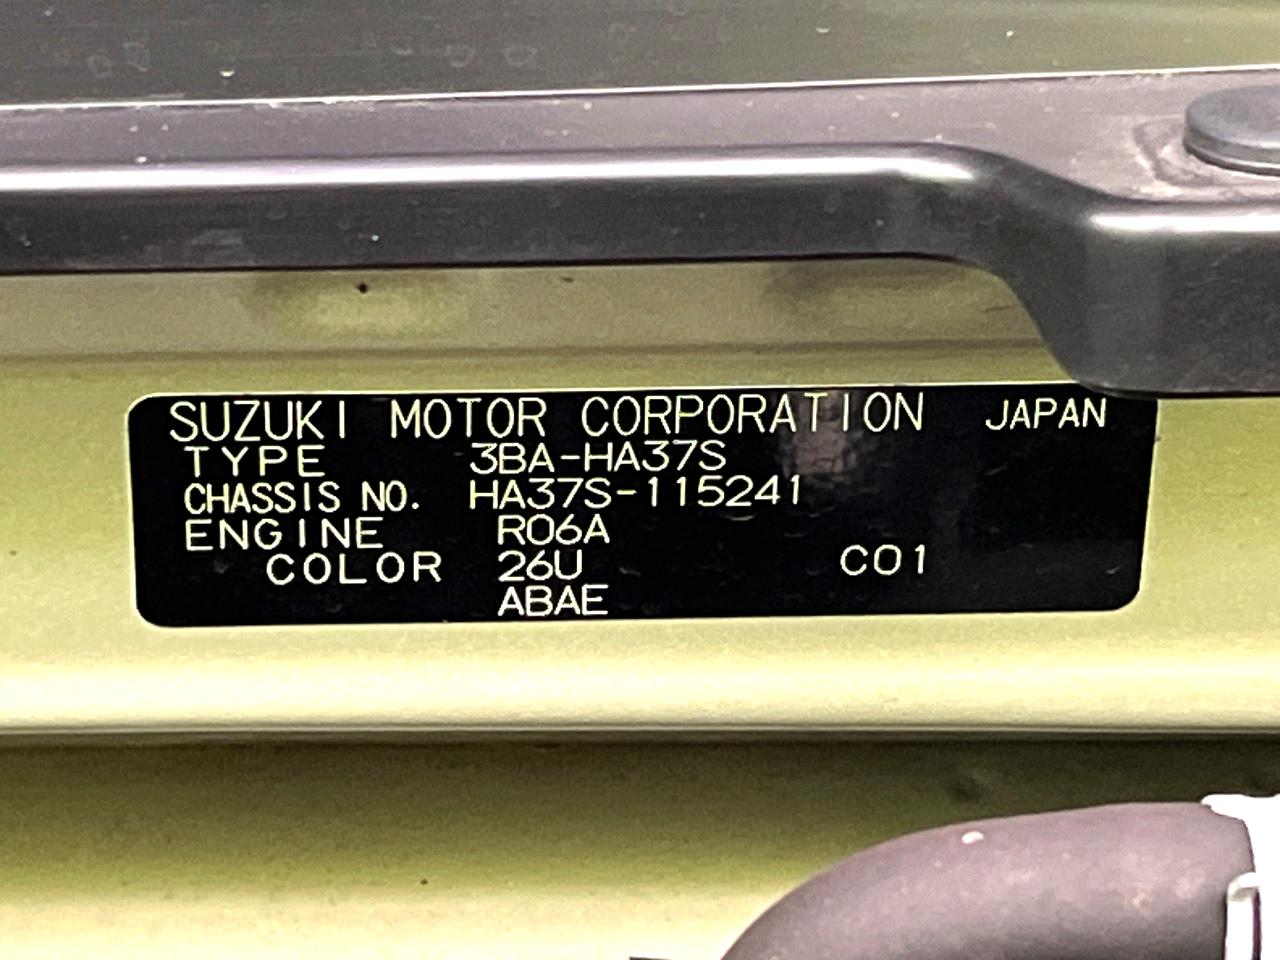 SUZUKI MOTOR CORPORATION JAPAN
TYPE 3BA-HA37S
CHASSIS NO. HA37S-115241
ENGINE R06A
COLOR 26U C01
ABAE